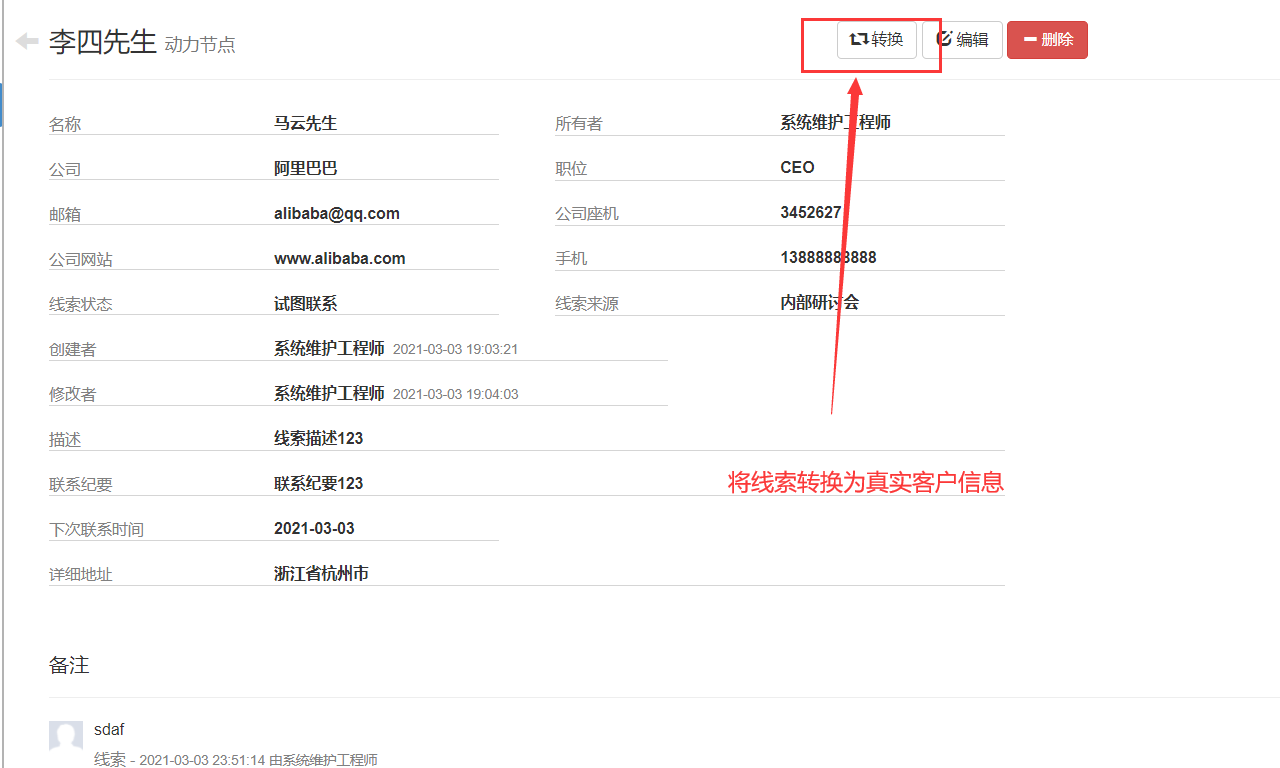 李四先生 动力节点 转换 编辑 删除
名称 马云先生 所有者 系统维护工程师
公司 阿里巴巴 职位 CEO
邮箱 alibaba@qq.com 公司座机 3452627
公司网站 www.alibaba.com 手机 13888888888
线索状态 试图联系 线索来源 内部研讨会
创建者 系统维护工程师 2021-03-03 19:03:21
修改者 系统维护工程师 2021-03-03 19:04:03
描述 线索描述123
联系纪要 联系纪要123 将线索转换为真实客户信息
下次联系时间 2021-03-03
详细地址 浙江省杭州市
备注
sdaf
线索 - 2021-03-03 23:51:14 由系统维护工程师